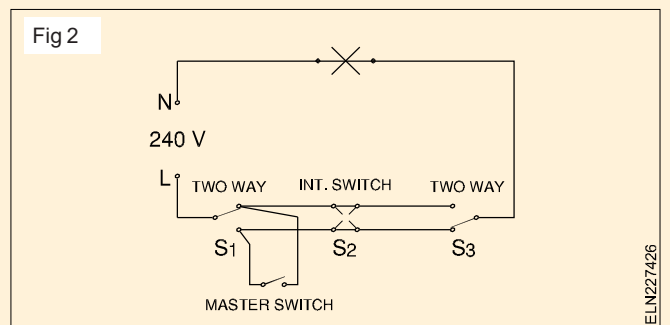 Fig 2
N
240 V
L
TWO WAY
INT. SWITCH
TWO WAY
S1
S2
S3
MASTER SWITCH
ELN227426